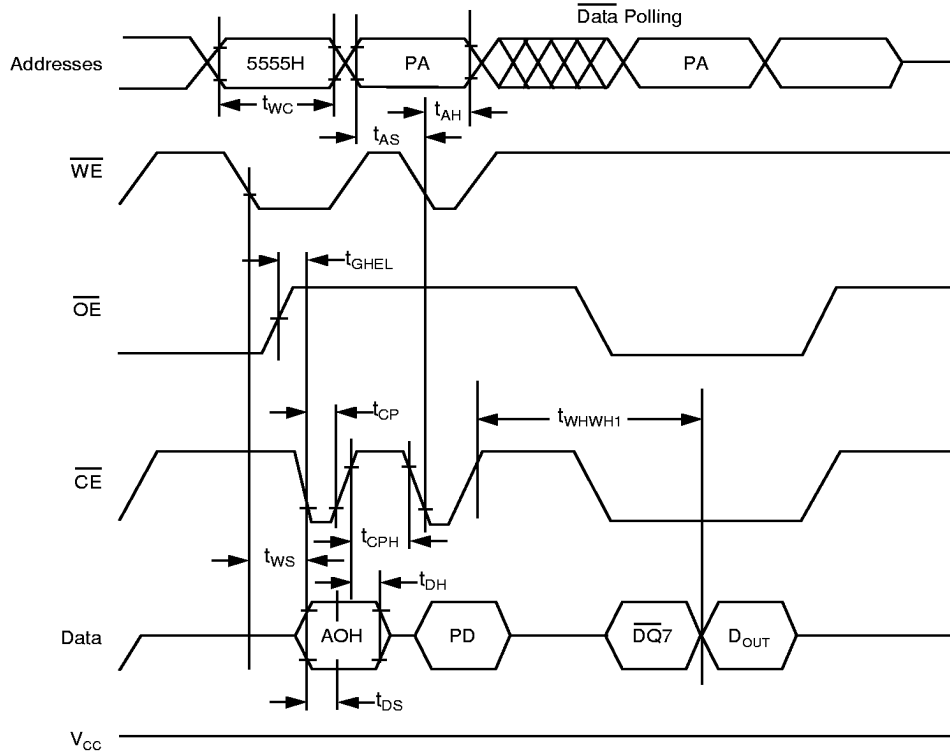 Data Polling
Addresses 5555H PA PA
tWC
tAH
tAS
WE
tGHEL
OE
tCP
tWHWH1
CE
tCPH
tWS
tDH
Data AOH PD DQ7 DOUT
tDS
VCC